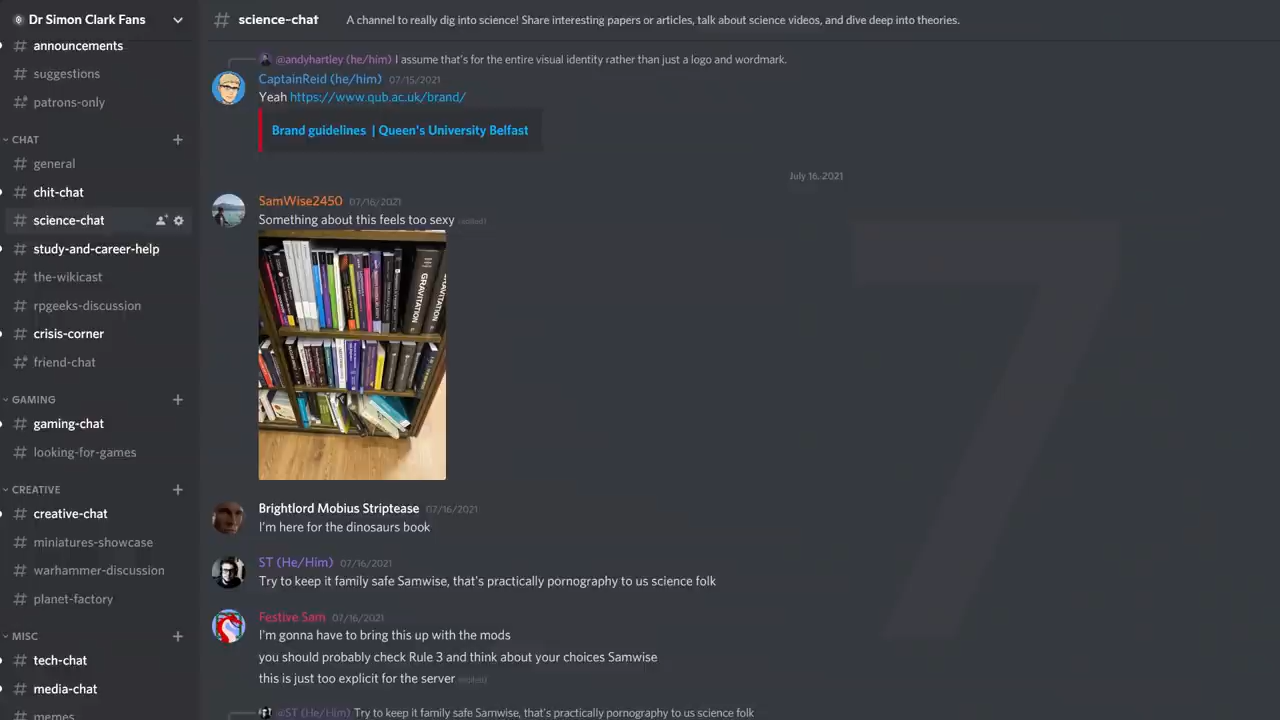 Dr Simon Clark Fans
announcements
suggestions
patrons-only
CHAT
general
chit-chat
science-chat
study-and-career-help
the-wikicast
rpgeeks-discussion
crisis-corner
friend-chat
GAMING
gaming-chat
looking-for-games
CREATIVE
creative-chat
miniatures-showcase
warhammer-discussion
planet-factory
MISC
tech-chat
media-chat
memes
# science-chat A channel to really dig into science! Share interesting papers or articles, talk about science videos, and dive deep into theories.
@andyhartley (he/him) I assume that's for the entire visual identity rather than just a logo and wordmark.
CaptainReid (he/him) 07/15/2021
Yeah https://www.qub.ac.uk/brand/
Brand guidelines | Queen's University Belfast
July 16, 2021
SamWise2450 07/16/2021
Something about this feels too sexy (edited)
GRAVITATION
GRAVITATION
Brightlord Mobius Striptease 07/16/2021
I'm here for the dinosaurs book
ST (He/Him) 07/16/2021
Try to keep it family safe Samwise, that's practically pornography to us science folk
Festive Sam 07/16/2021
I'm gonna have to bring this up with the mods
you should probably check Rule 3 and think about your choices Samwise
this is just too explicit for the server (edited)
@ST (He/Him) Try to keep it family safe Samwise, that's practically pornography to us science folk
7